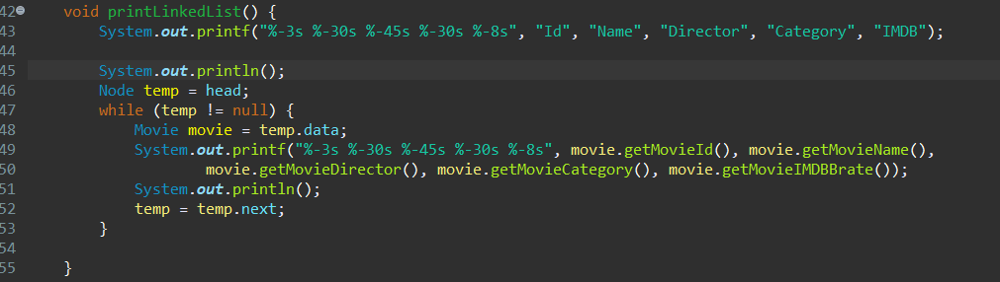 42 void printLinkedList() {
43 System.out.printf("%-3s %-30s %-45s %-30s %-8s", "Id", "Name", "Director", "Category", "IMDB");
44
45 System.out.println();
46 Node temp = head;
47 while (temp != null) {
48 Movie movie = temp.data;
49 System.out.printf("%-3s %-30s %-45s %-30s %-8s", movie.getMovieId(), movie.getMovieName(),
50 movie.getMovieDirector(), movie.getMovieCategory(), movie.getMovieIMDBBrate());
51 System.out.println();
52 temp = temp.next;
53 }
54
55 }